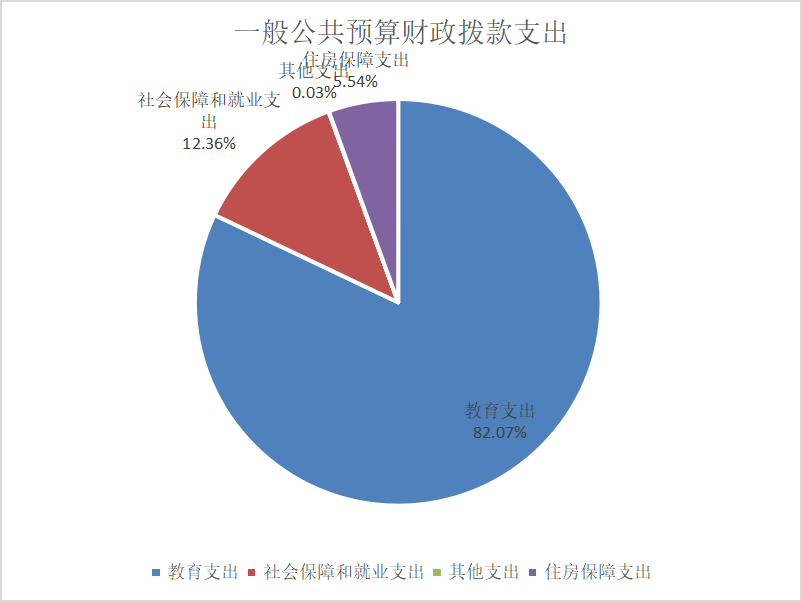 一般公共预算财政拨款支出
住房保障支出
5.54%
其他支出
0.03%
社会保障和就业支
出
12.36%
教育支出
82.07%
教育支出 社会保障和就业支出 其他支出 住房保障支出